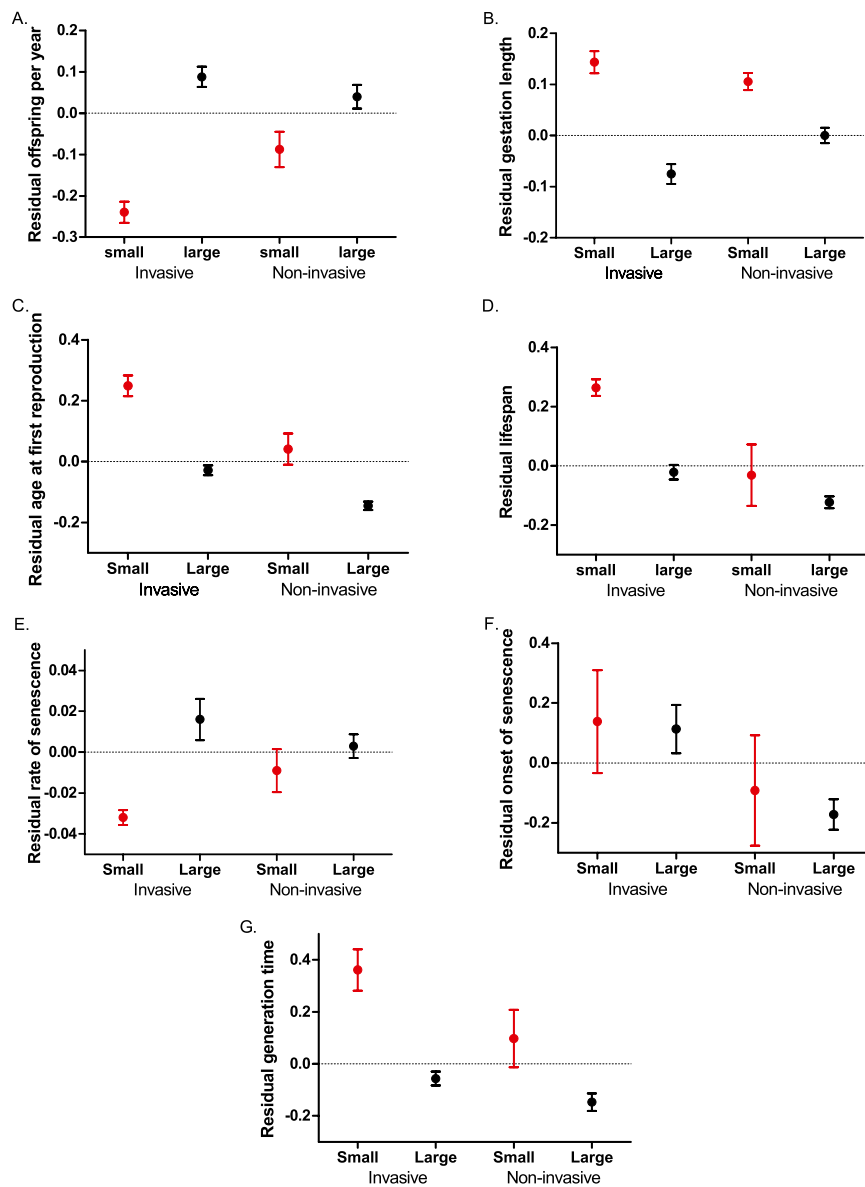 A.
Residual offspring per year
0.2
0.1
0.0
-0.1
-0.2
-0.3
small large small large
Invasive Non-invasive
B.
Residual gestation length
0.2
0.1
0.0
-0.1
-0.2
Small Large Small Large
Invasive Non-invasive
C.
Residual age at first reproduction
0.4
0.2
0.0
-0.2
Small Large Small Large
Invasive Non-invasive
D.
Residual lifespan
0.4
0.2
0.0
-0.2
small large small large
Invasive Non-invasive
E.
Residual rate of senescence
0.04
0.02
0.00
-0.02
-0.04
Small Large Small Large
Invasive Non-invasive
F.
Residual onset of senescence
0.4
0.2
0.0
-0.2
Small Large Small Large
Invasive Non-invasive
G.
Residual generation time
0.4
0.2
0.0
-0.2
Small Large Small Large
Invasive Non-invasive